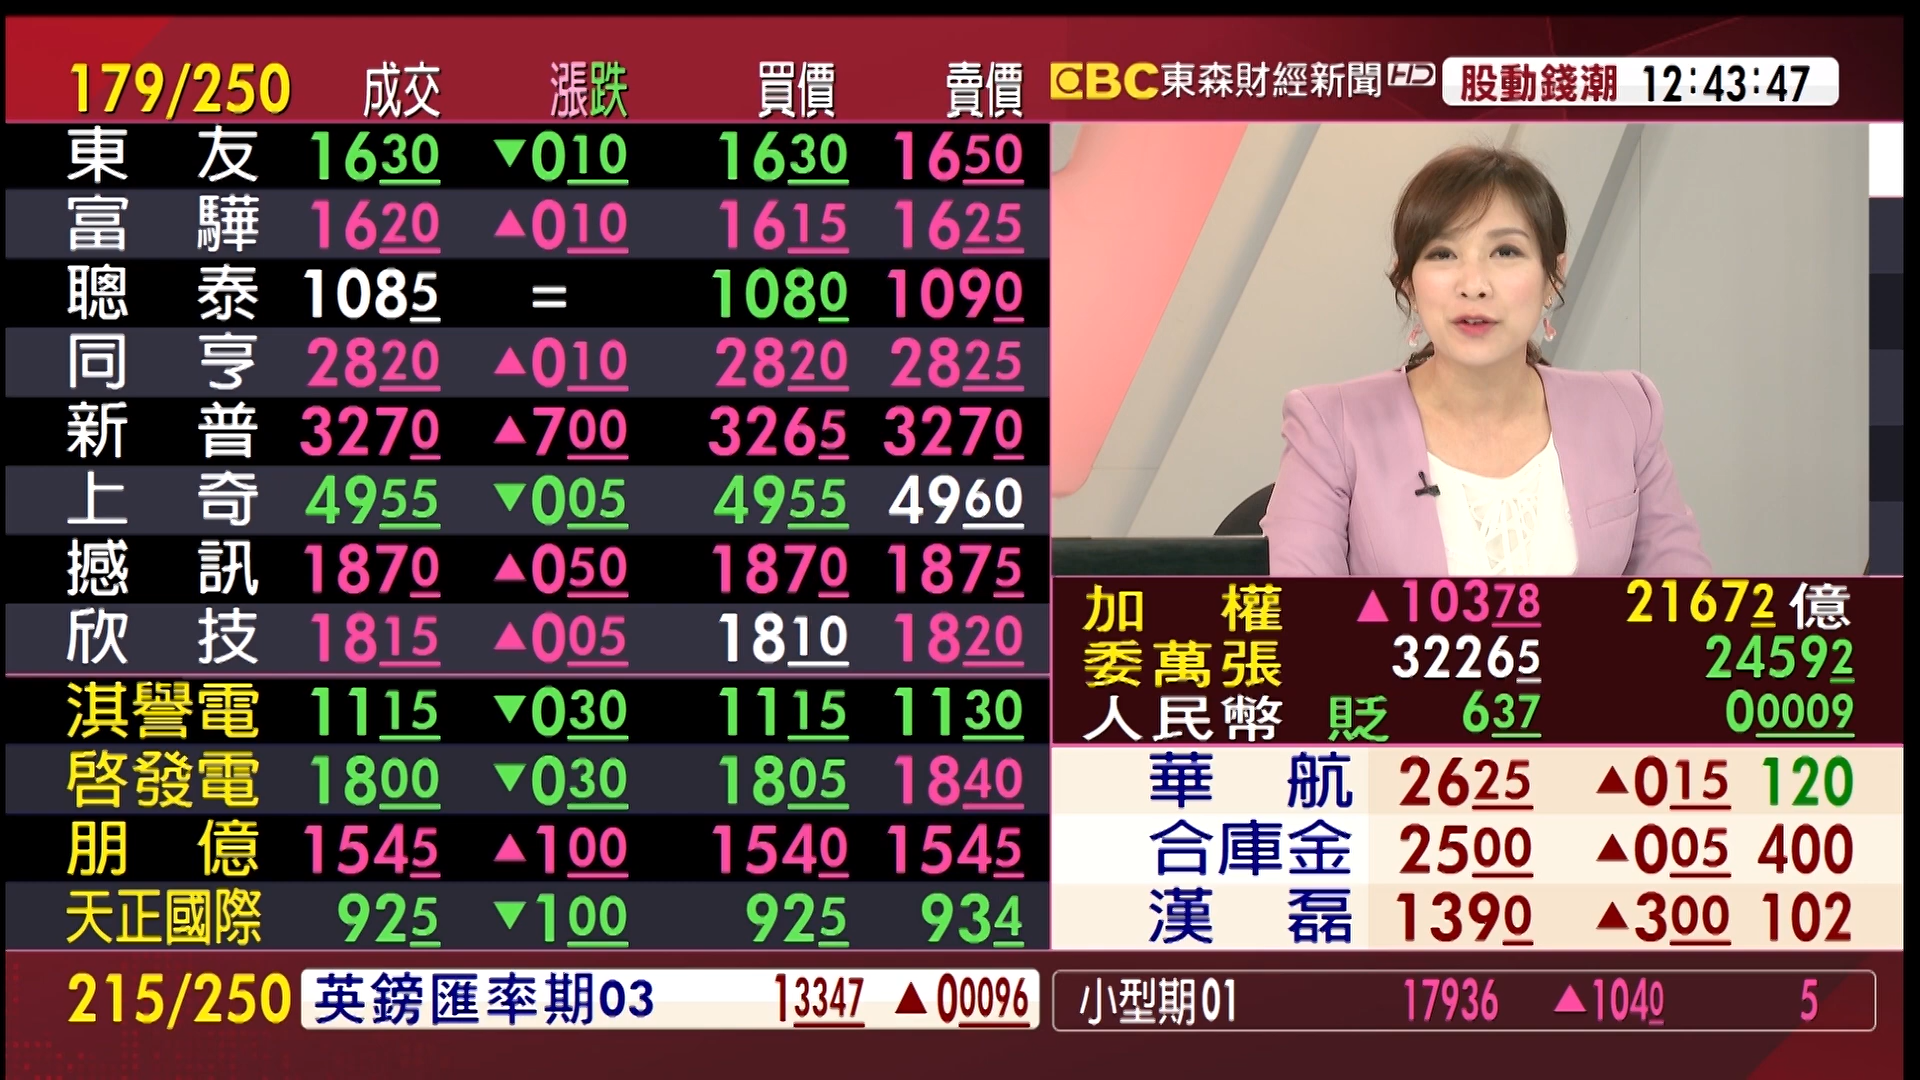 179/250 成交 漲跌 買價 賣價
東友 1630 ▼010 1630 1650
富驊 1620 ▲010 1615 1625
聰泰 1085 = 1080 1090
同亨 2820 ▲010 2820 2825
新普 3270 ▲700 3265 3270
上奇 4955 ▼005 4955 4960
撼訊 1870 ▲050 1870 1875
欣技 1815 ▲005 1810 1820
淇譽電 1115 ▼030 1115 1130
啓發電 1800 ▼030 1805 1840
朋億 1545 ▲100 1540 1545
天正國際 925 ▼100 925 934
215/250 英鎊匯率期03 13347 ▲00096
EBC東森財經新聞HD 股動錢潮 12:43:47
加權 ▲10378 21672億
委萬張 32265 24592
人民幣 貶 637 00009
華航 2625 ▲015 120
合庫金 2500 ▲005 400
漢磊 1390 ▲300 102
小型期01 17936 ▲1040 5